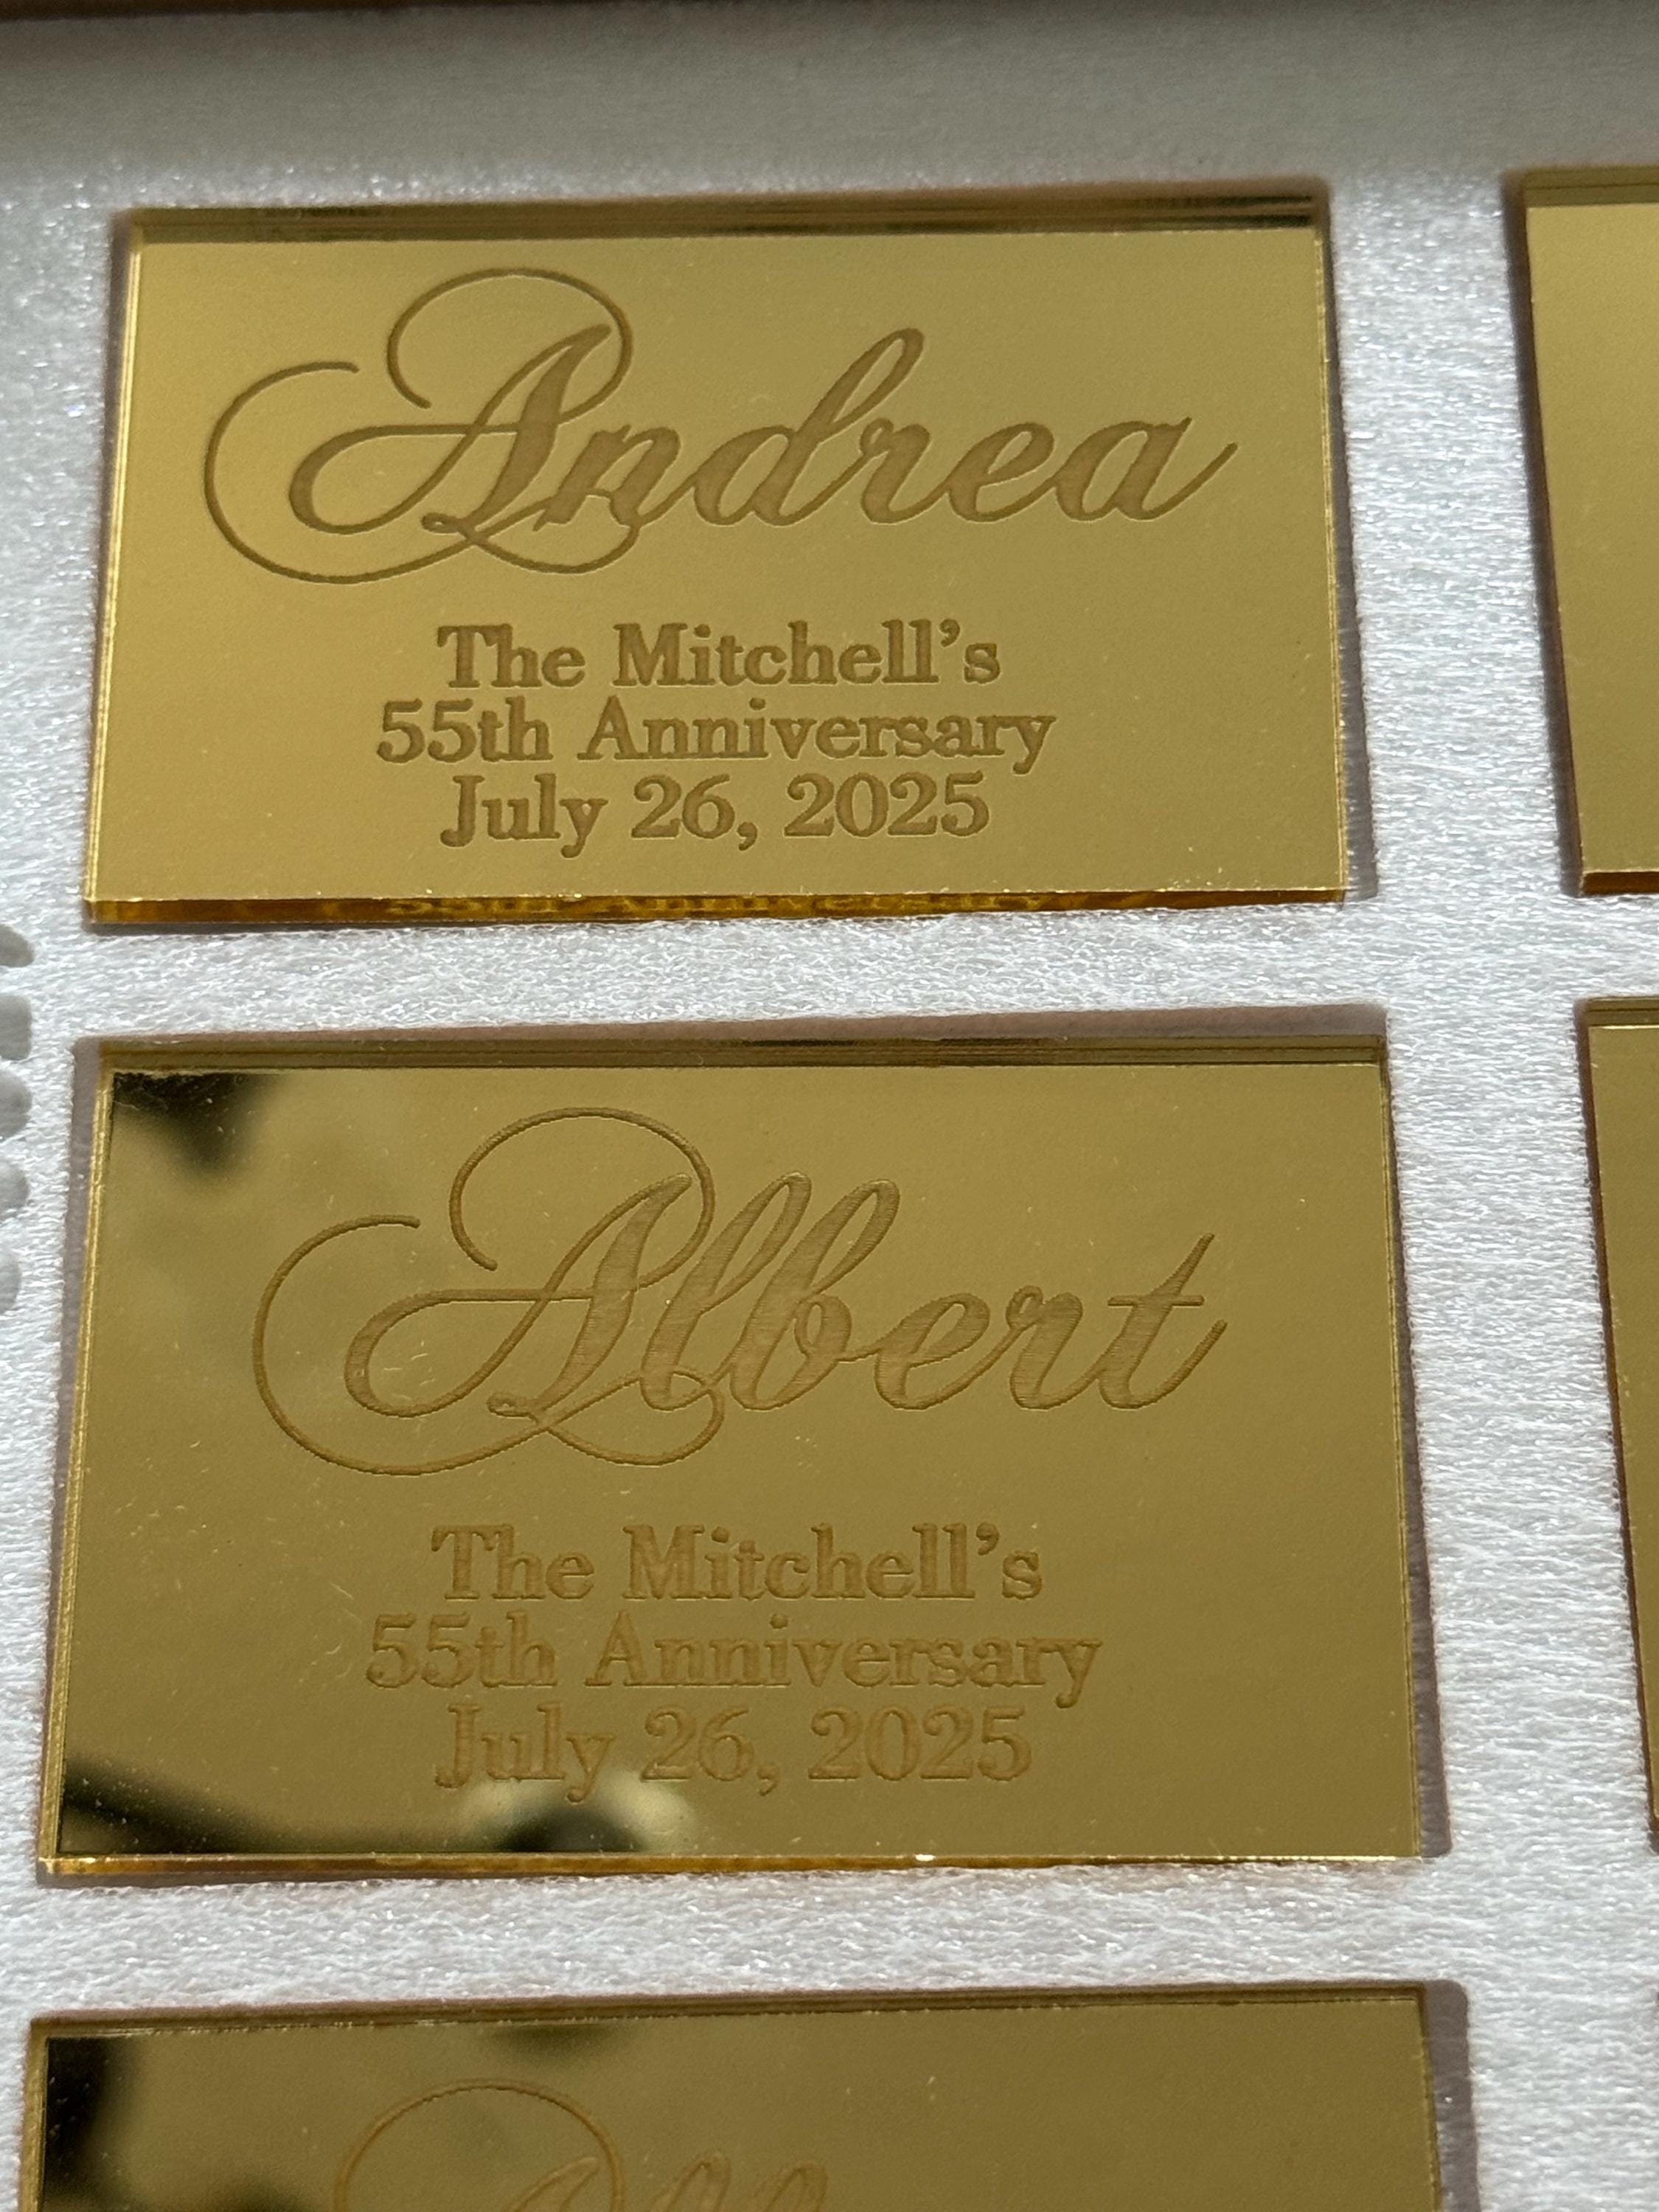 Andrea
The Mitchell’s
55th Anniversary
July 26, 2025
Albert
The Mitchell’s
55th Anniversary
July 26, 2025